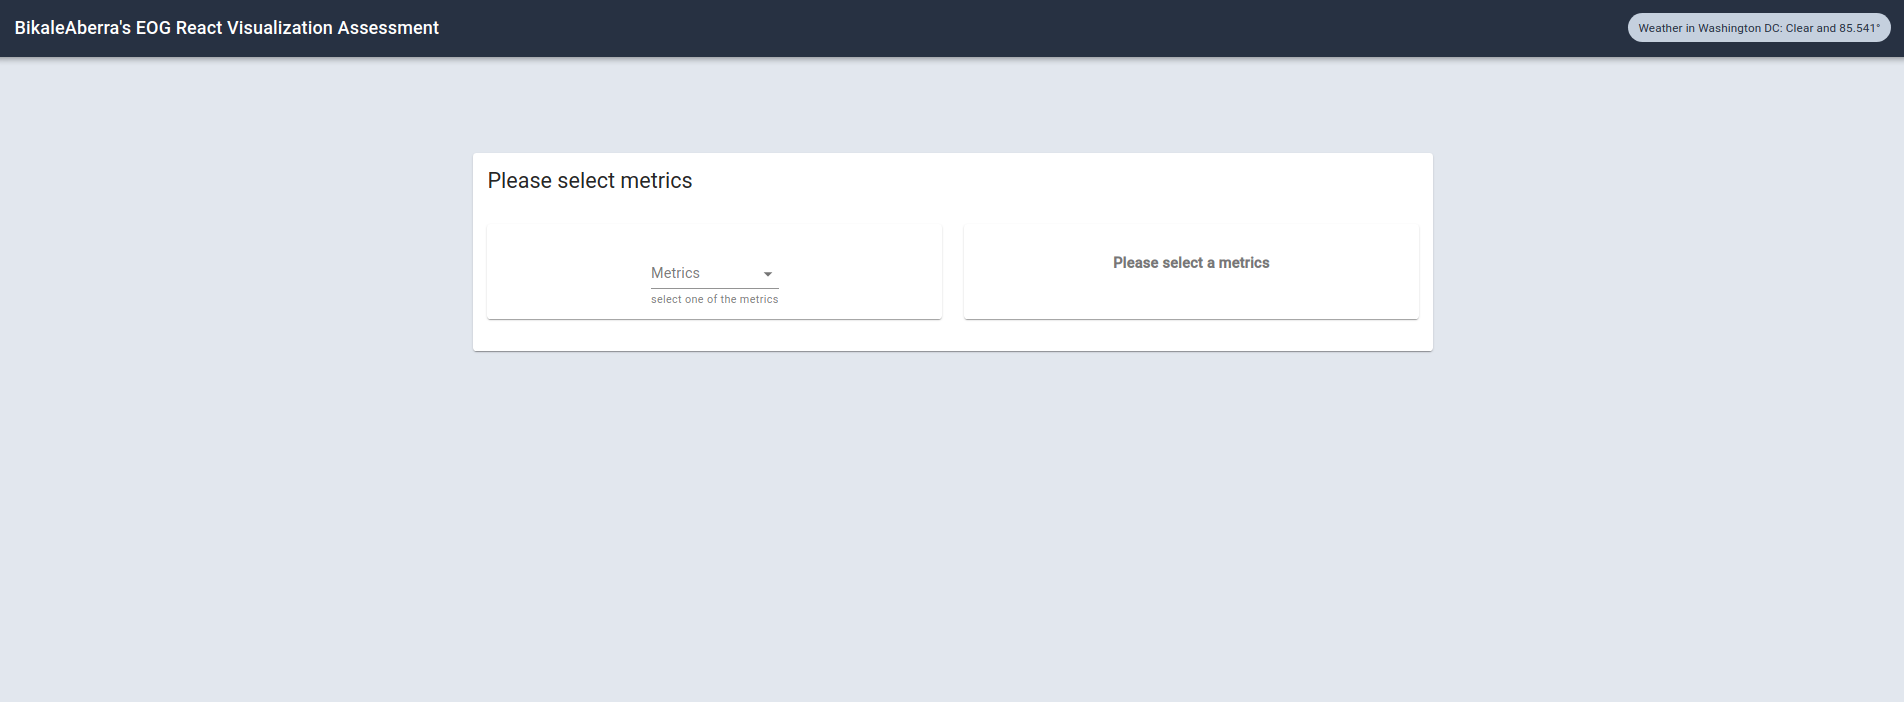 BikaleAberra's EOG React Visualization Assessment
Weather in Washington DC: Clear and 85.541°
Please select metrics
Metrics
select one of the metrics
Please select a metrics